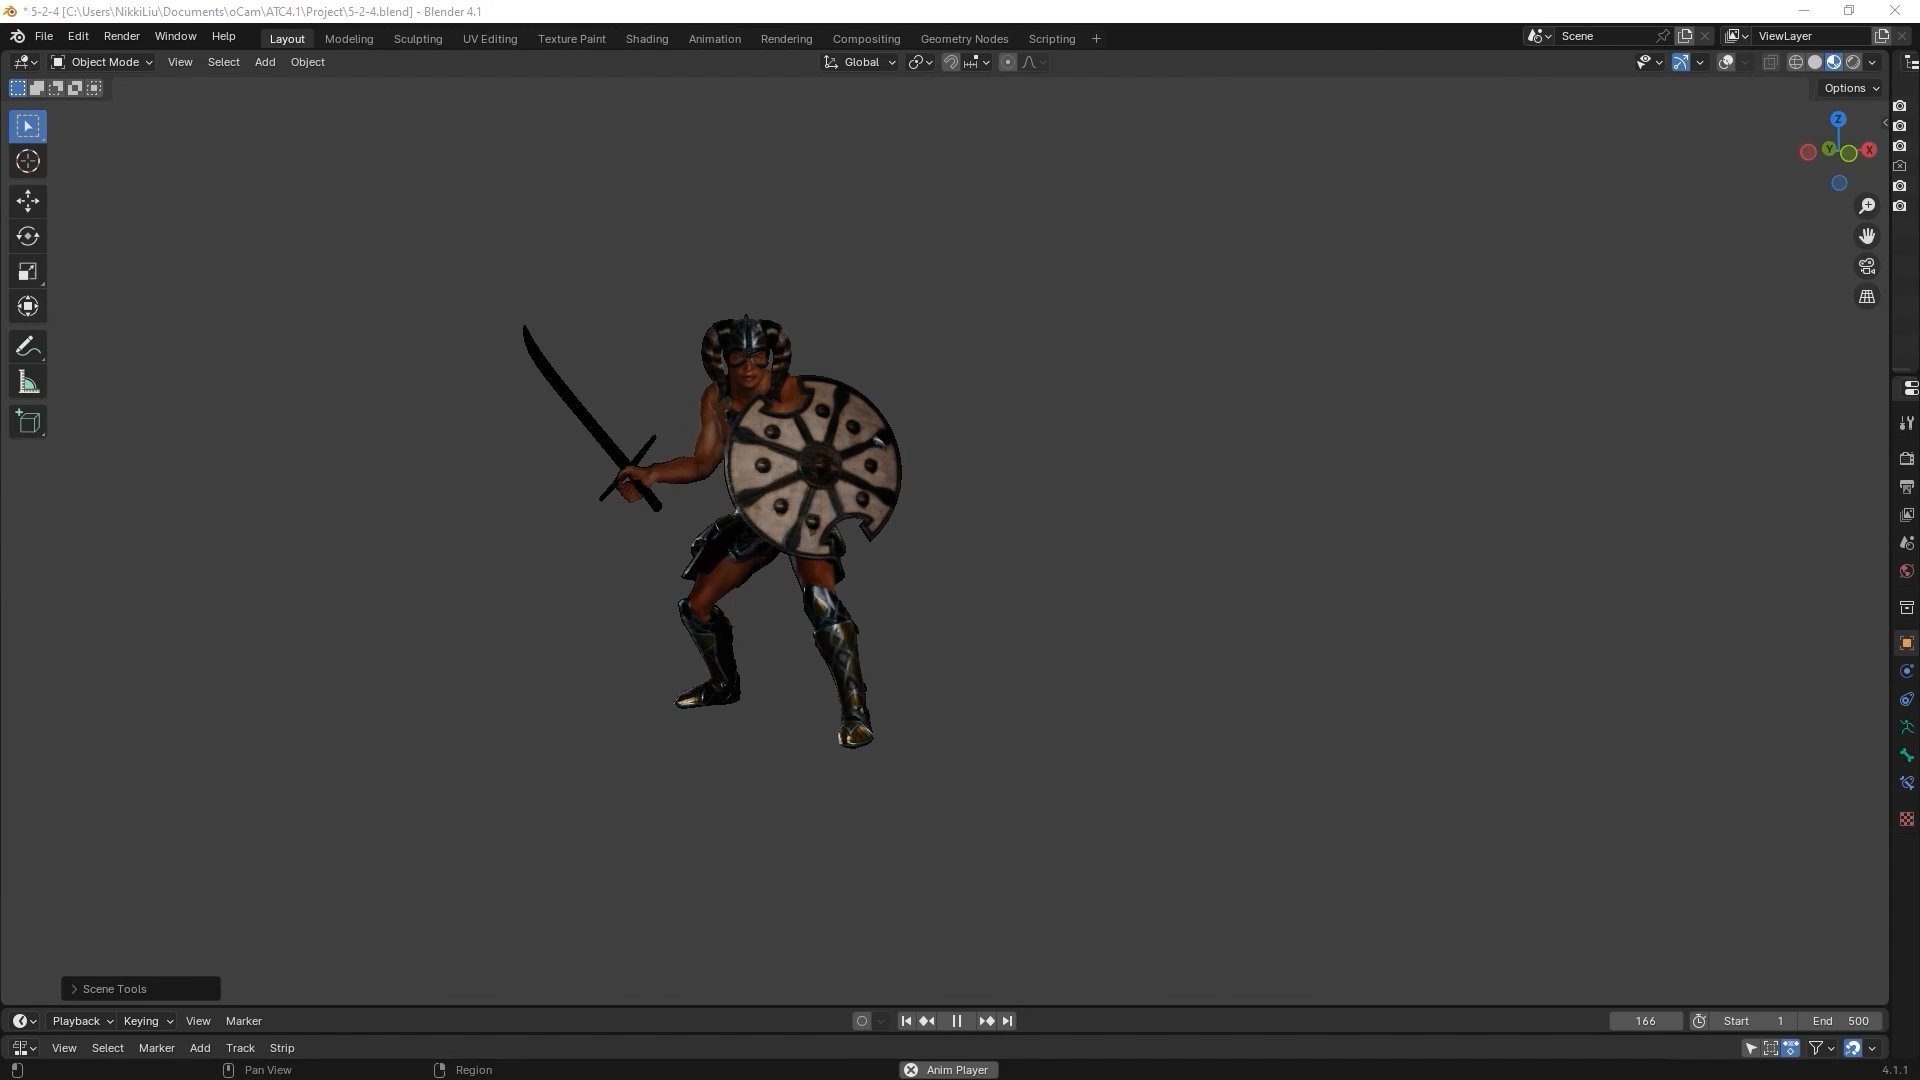 * 5-2-4 [C:\Users\NikkiLiu\Documents\oCam\ATC4.1\Project\5-2-4.blend] - Blender 4.1
File Edit Render Window Help Layout Modeling Sculpting UV Editing Texture Paint Shading Animation Rendering Compositing Geometry Nodes Scripting + Scene ViewLayer
Object Mode View Select Add Object Global
Options
Z
Y X
Scene Tools
Playback Keying View Marker 166 Start 1 End 500
View Select Marker Add Track Strip
Pan View Region Anim Player 4.1.1